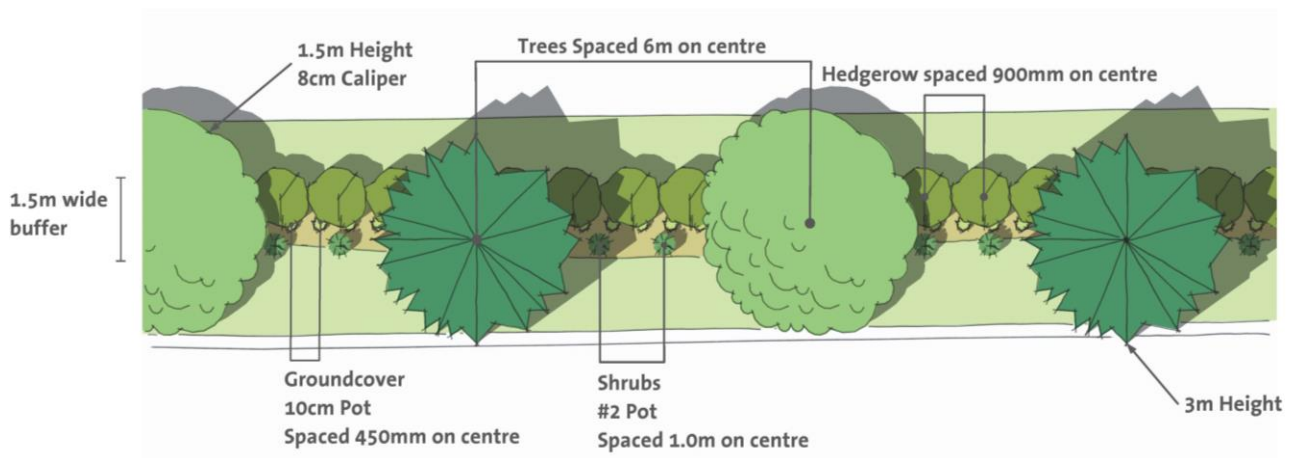 1.5m Height
8cm Caliper
Trees Spaced 6m on centre
Hedgerow spaced 900mm on centre
1.5m wide
buffer
Groundcover
10cm Pot
Spaced 450mm on centre
Shrubs
#2 Pot
Spaced 1.0m on centre
3m Height